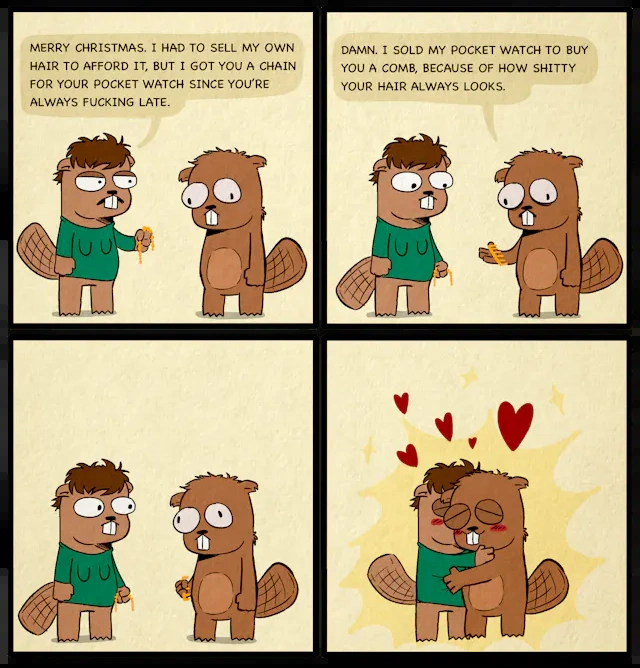 MERRY CHRISTMAS. I HAD TO SELL MY OWN
HAIR TO AFFORD IT, BUT I GOT YOU A CHAIN
FOR YOUR POCKET WATCH SINCE YOU'RE
ALWAYS FUCKING LATE.
DAMN. I SOLD MY POCKET WATCH TO BUY
YOU A COMB, BECAUSE OF HOW SHITTY
YOUR HAIR ALWAYS LOOKS.